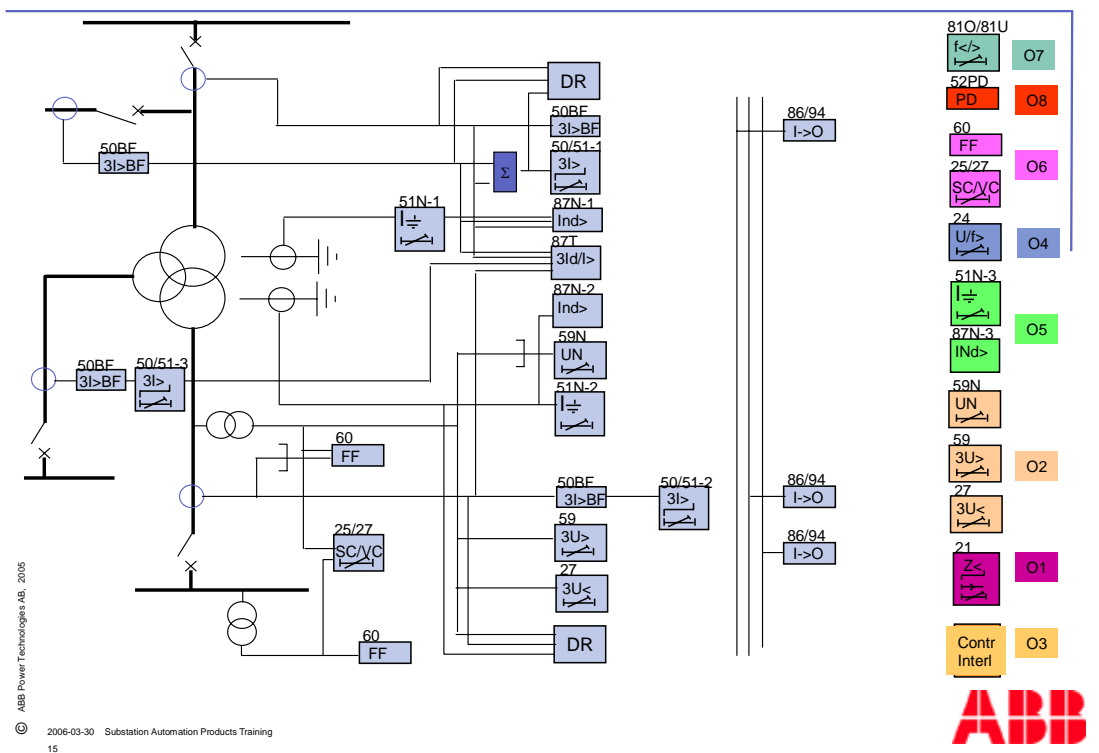 DR
50BF
3I>BF
86/94
I->O
50BF
3I>BF
50/51-1
3I>
Σ
51N-1
87N-1
Ind>
87T
3Id/I>
87N-2
Ind>
59N
UN
50BF
3I>BF
50/51-3
3I>
51N-2
60
FF
50BF
3I>BF
50/51-2
3I>
86/94
I->O
25/27
SC/VC
59
3U>
86/94
I->O
27
3U<
60
FF
DR
81O/81U
f</>
O7
52PD
PD
O8
60
FF
O6
25/27
SC/VC
24
U/f>
O4
51N-3
O5
87N-3
INd>
59N
UN
59
3U>
O2
27
3U<
21
Z<
O1
Contr
Interl
O3
ABB
© ABB Power Technologies AB, 2005
2006-03-30 Substation Automation Products Training
15